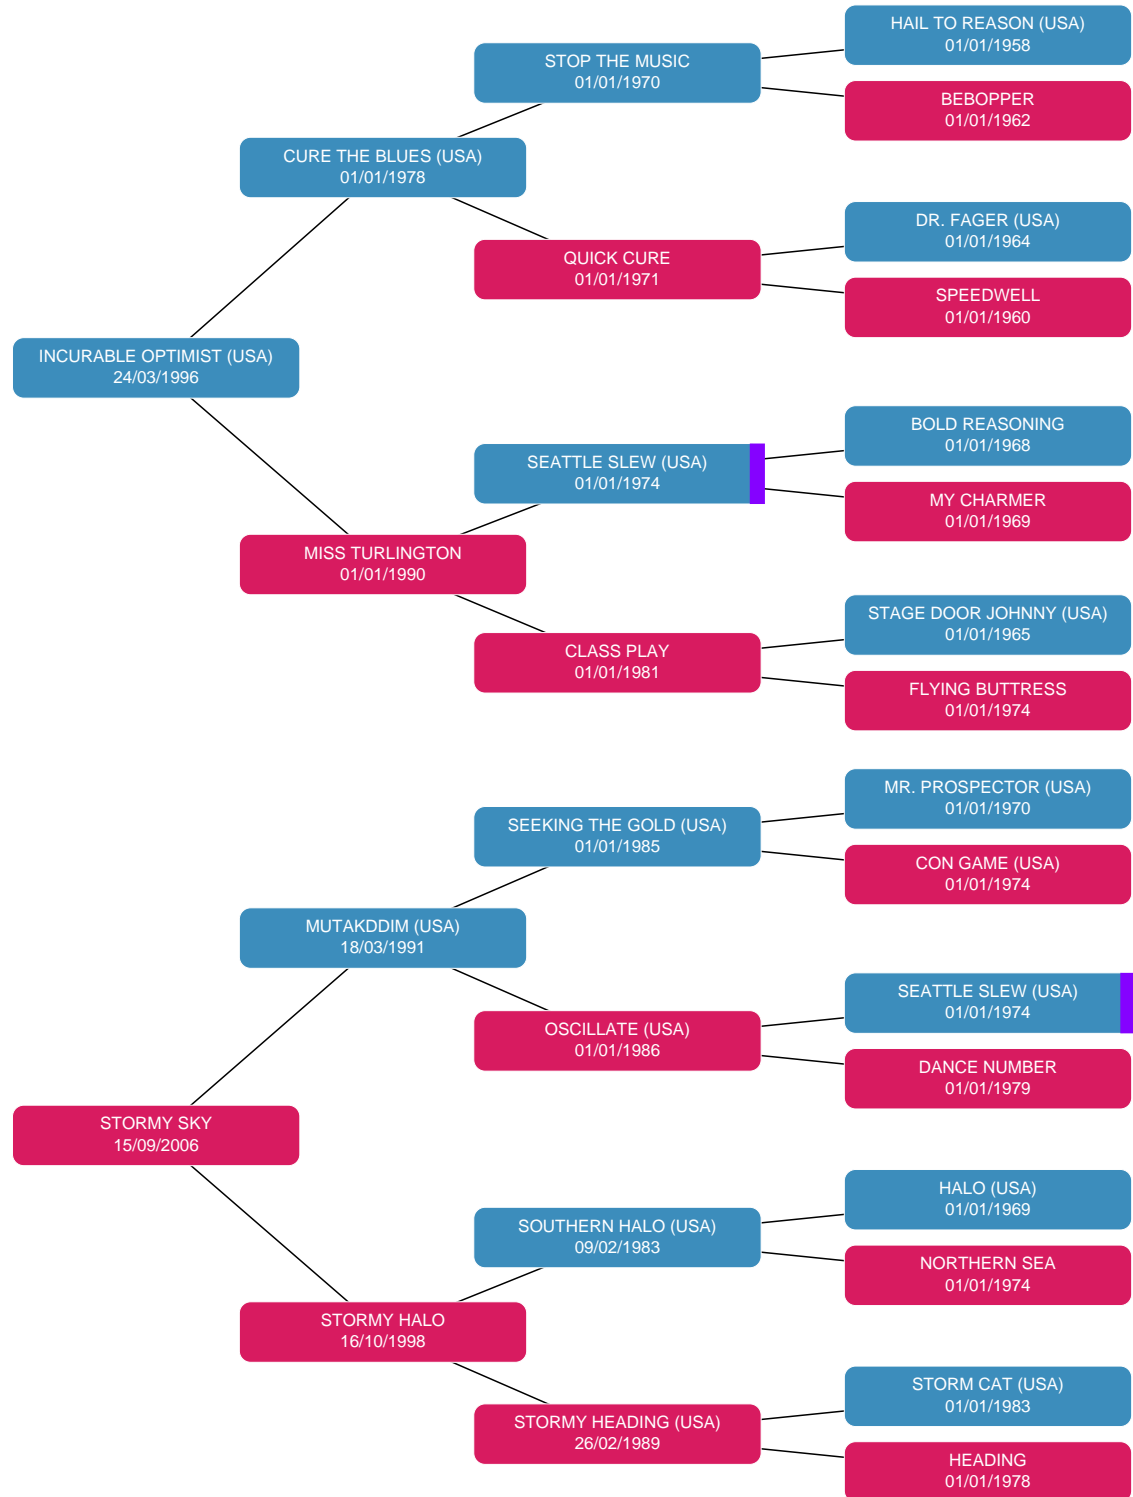 HAIL TO REASON (USA)
01/01/1958
STOP THE MUSIC
01/01/1970
BEBOPPER
01/01/1962
CURE THE BLUES (USA)
01/01/1978
DR. FAGER (USA)
01/01/1964
QUICK CURE
01/01/1971
SPEEDWELL
01/01/1960
INCURABLE OPTIMIST (USA)
24/03/1996
BOLD REASONING
01/01/1968
SEATTLE SLEW (USA)
01/01/1974
MY CHARMER
01/01/1969
MISS TURLINGTON
01/01/1990
STAGE DOOR JOHNNY (USA)
01/01/1965
CLASS PLAY
01/01/1981
FLYING BUTTRESS
01/01/1974
MR. PROSPECTOR (USA)
01/01/1970
SEEKING THE GOLD (USA)
01/01/1985
CON GAME (USA)
01/01/1974
MUTAKDDIM (USA)
18/03/1991
SEATTLE SLEW (USA)
01/01/1974
OSCILLATE (USA)
01/01/1986
DANCE NUMBER
01/01/1979
STORMY SKY
15/09/2006
HALO (USA)
01/01/1969
SOUTHERN HALO (USA)
09/02/1983
NORTHERN SEA
01/01/1974
STORMY HALO
16/10/1998
STORM CAT (USA)
01/01/1983
STORMY HEADING (USA)
26/02/1989
HEADING
01/01/1978